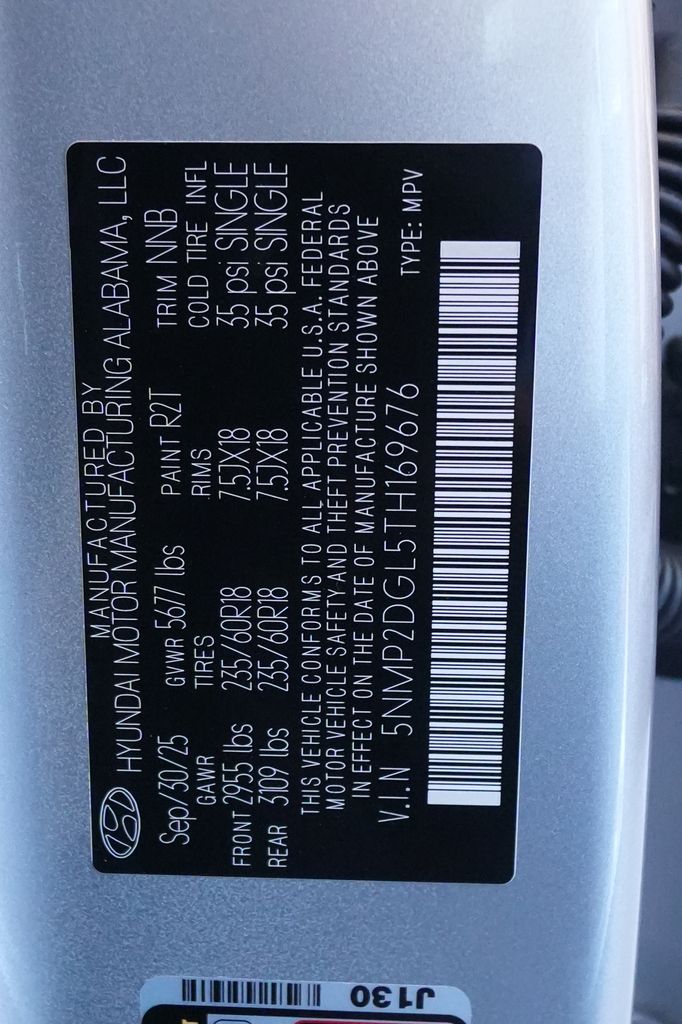 MANUFACTURED BY
HYUNDAI MOTOR MANUFACTURING ALABAMA, LLC
Sep/30/25 GVWR 5677 lbs PAINT R2T TRIM NNB
GAWR TIRES RIMS COLD TIRE INFL
FRONT 2955 lbs 235/60R18 7.5JX18 35 psi SINGLE
REAR 3109 lbs 235/60R18 7.5JX18 35 psi SINGLE
THIS VEHICLE CONFORMS TO ALL APPLICABLE U.S.A. FEDERAL
MOTOR VEHICLE SAFETY AND THEFT PREVENTION STANDARDS
IN EFFECT ON THE DATE OF MANUFACTURE SHOWN ABOVE
V.I.N 5NMP2DGL5TH169676 TYPE: MPV
J130